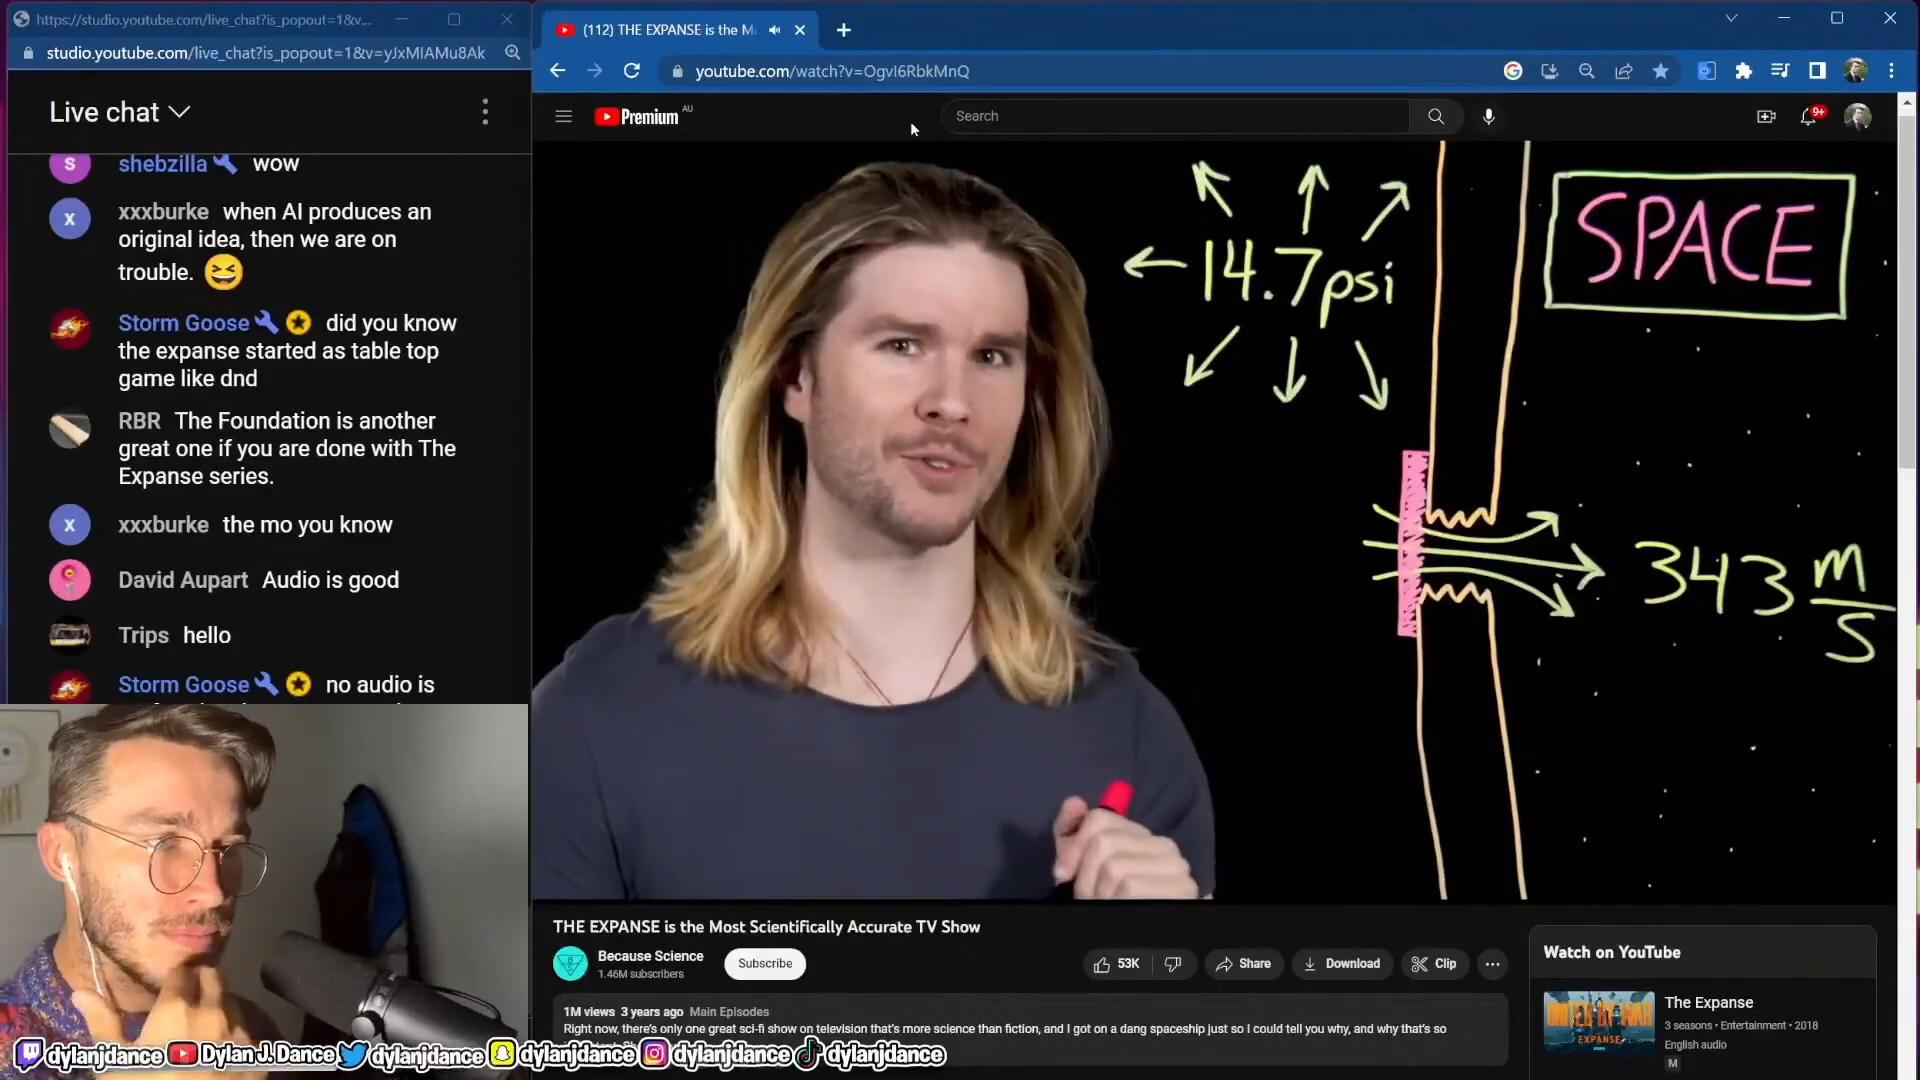 https://studio.youtube.com/live_chat?is_popout=1&v...
studio.youtube.com/live_chat?is_popout=1&v=yJxMIAMu8Ak
Live chat
s
shebzilla wow
x
xxxburke when AI produces an
original idea, then we are on
trouble. 😆
Storm Goose did you know
the expanse started as table top
game like dnd
RBR The Foundation is another
great one if you are done with The
Expanse series.
x
xxxburke the mo you know
David Aupart Audio is good
Trips hello
Storm Goose no audio is
(112) THE EXPANSE is the Mo
youtube.com/watch?v=Ogvl6RbkMnQ
Premium AU
Search
9+
14.7psi
SPACE
343 m/s
THE EXPANSE is the Most Scientifically Accurate TV Show
Because Science
1.46M subscribers
Subscribe
53K
Share
Download
Clip
1M views 3 years ago Main Episodes
Right now, there's only one great sci-fi show on television that's more science than fiction, and I got on a dang spaceship just so I could tell you why, and why that's so
Watch on YouTube
UNITED BY WAR
EXPANSE
The Expanse
3 seasons • Entertainment • 2018
English audio
M
dylanjdance Dylan J. Dance dylanjdance dylanjdance dylanjdance dylanjdance